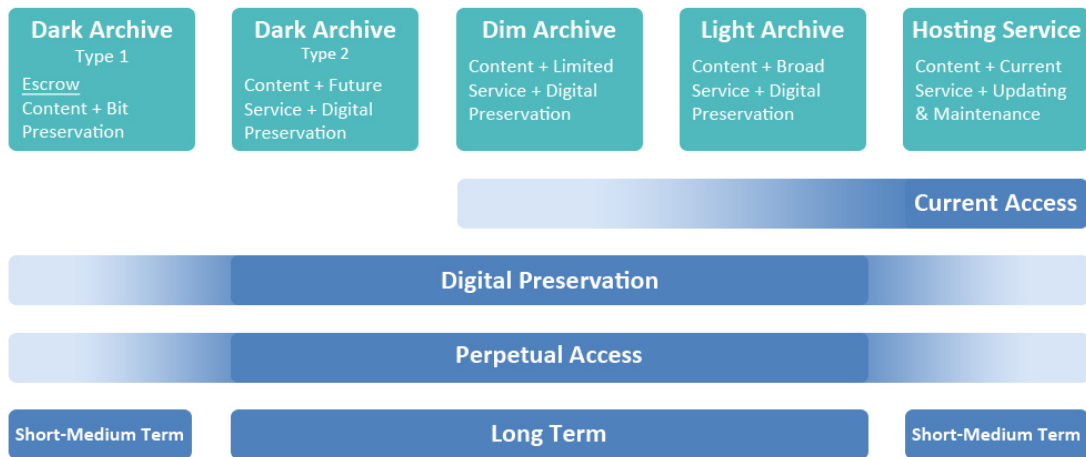 Dark Archive
Type 1
Escrow
Content + Bit
Preservation
Dark Archive
Type 2
Content + Future
Service + Digital
Preservation
Dim Archive
Content + Limited
Service + Digital
Preservation
Light Archive
Content + Broad
Service + Digital
Preservation
Hosting Service
Content + Current
Service + Updating
& Maintenance
Current Access
Digital Preservation
Perpetual Access
Short-Medium Term
Long Term
Short-Medium Term